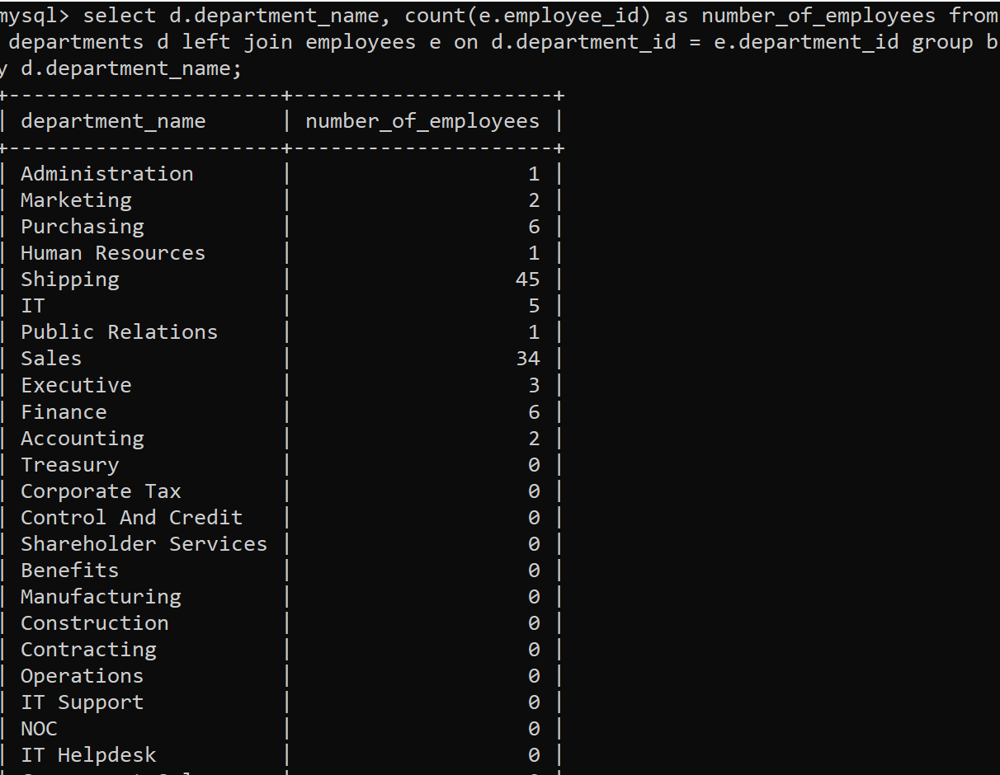 mysql> select d.department_name, count(e.employee_id) as number_of_employees from
departments d left join employees e on d.department_id = e.department_id group b
y d.department_name;
+----------------------+---------------------+
| department_name      | number_of_employees |
+----------------------+---------------------+
| Administration       |                   1 |
| Marketing            |                   2 |
| Purchasing           |                   6 |
| Human Resources      |                   1 |
| Shipping             |                  45 |
| IT                   |                   5 |
| Public Relations     |                   1 |
| Sales                |                  34 |
| Executive            |                   3 |
| Finance              |                   6 |
| Accounting           |                   2 |
| Treasury             |                   0 |
| Corporate Tax        |                   0 |
| Control And Credit   |                   0 |
| Shareholder Services |                   0 |
| Benefits             |                   0 |
| Manufacturing        |                   0 |
| Construction         |                   0 |
| Contracting          |                   0 |
| Operations           |                   0 |
| IT Support           |                   0 |
| NOC                  |                   0 |
| IT Helpdesk          |                   0 |